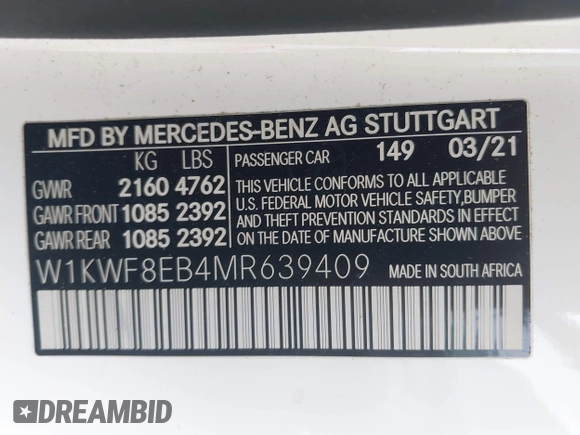 MFD BY MERCEDES-BENZ AG STUTTGART
KG LBS PASSENGER CAR 149 03/21
GVWR 2160 4762
GAWR FRONT 1085 2392
GAWR REAR 1085 2392
THIS VEHICLE CONFORMS TO ALL APPLICABLE
U.S. FEDERAL MOTOR VEHICLE SAFETY, BUMPER
AND THEFT PREVENTION STANDARDS IN EFFECT
ON THE DATE OF MANUFACTURE SHOWN ABOVE.
W1KWF8EB4MR639409 MADE IN SOUTH AFRICA
DREAMBID